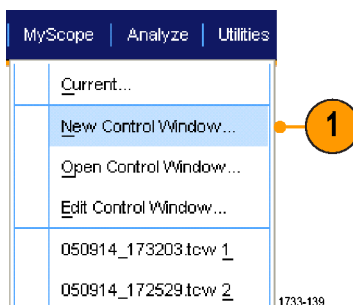 MyScope | Analyze | Utilities
Current...
New Control Window...
1
Open Control Window...
Edit Control Window...
050914_173203.tcw 1
050914_172529.tcw 2
1733-139